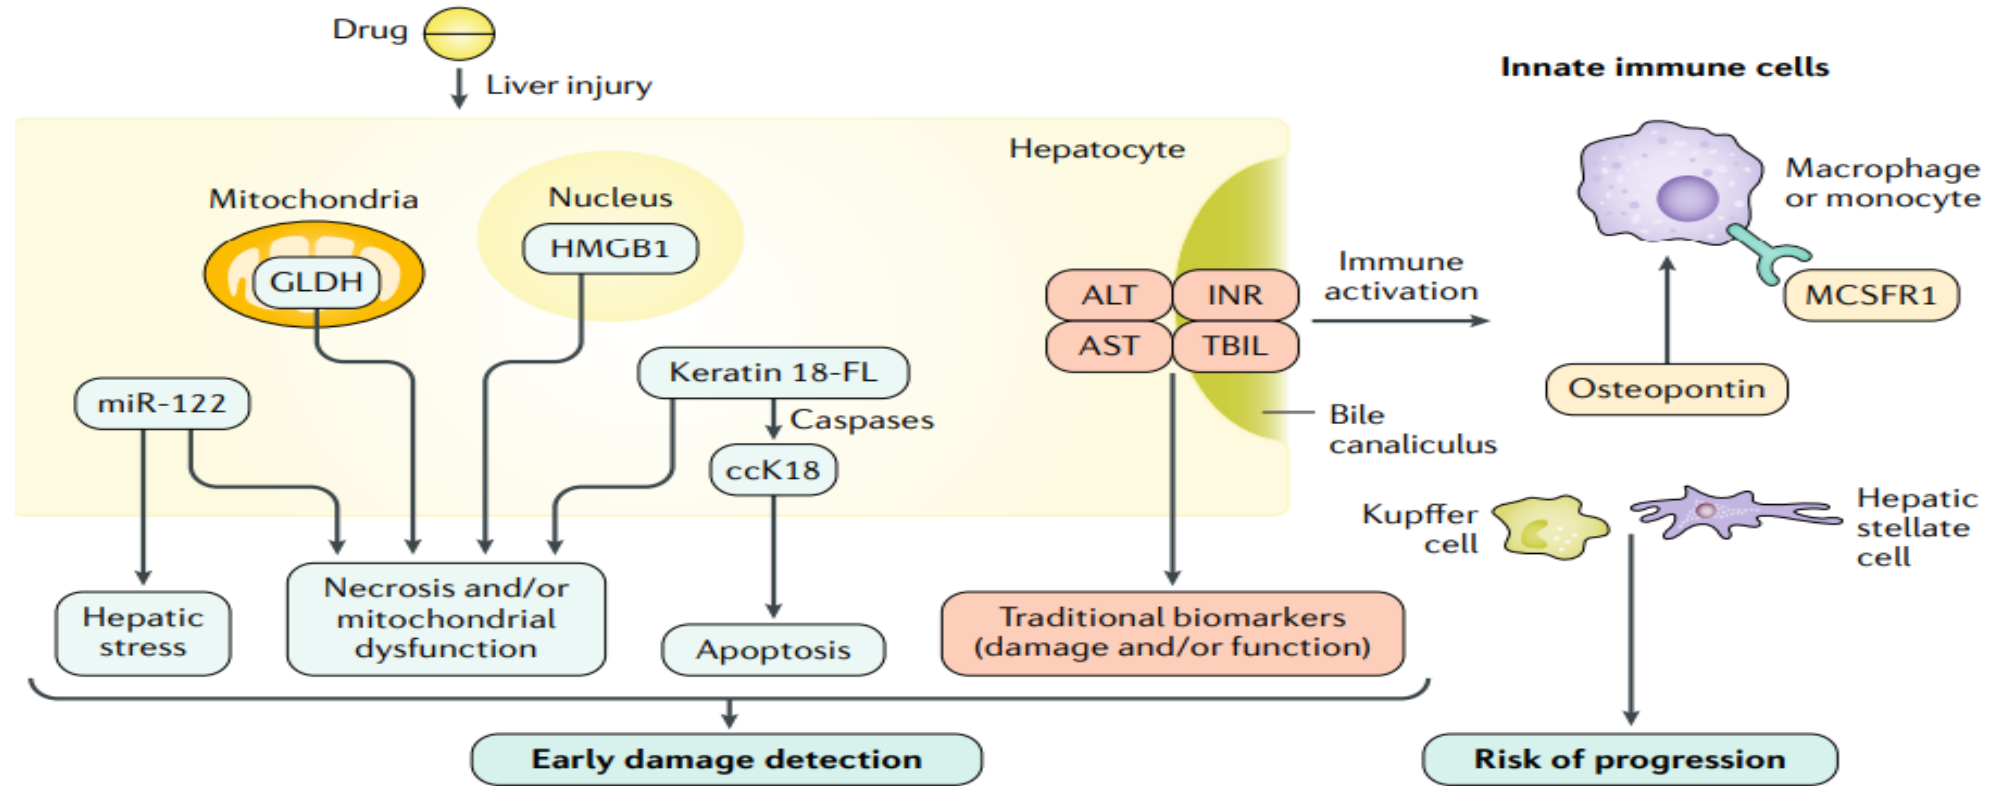 Drug
Liver injury
Innate immune cells
Hepatocyte
Macrophage
or monocyte
Mitochondria
Nucleus
HMGB1
GLDH
Immune
activation
ALT
INR
MCSFR1
AST
TBIL
Keratin 18-FL
Osteopontin
miR-122
Caspases
Bile
canaliculus
ccK18
Kupffer
cell
Hepatic
stellate
cell
Hepatic
stress
Necrosis and/or
mitochondrial
dysfunction
Apoptosis
Traditional biomarkers
(damage and/or function)
Early damage detection
Risk of progression